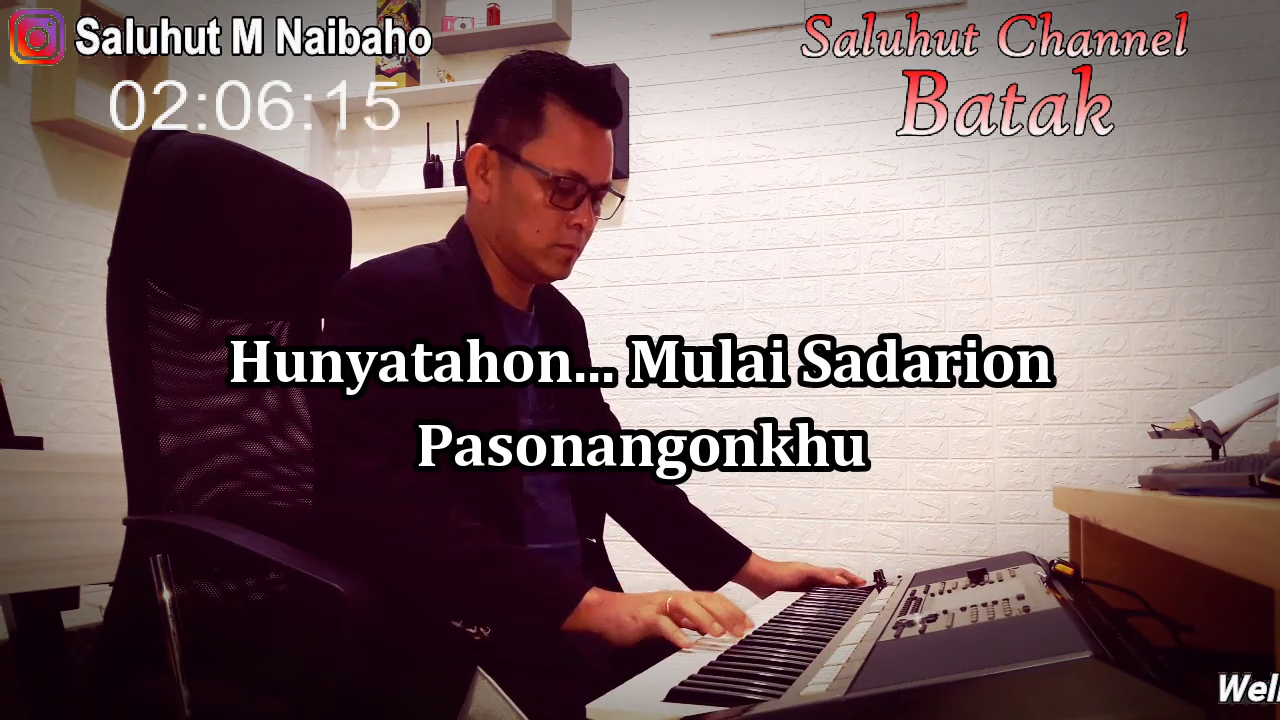 Saluhut M Naibaho
02:06:15
Saluhut Channel
Batak
Hunyatahon... Mulai Sadarion
Pasonangonkhu